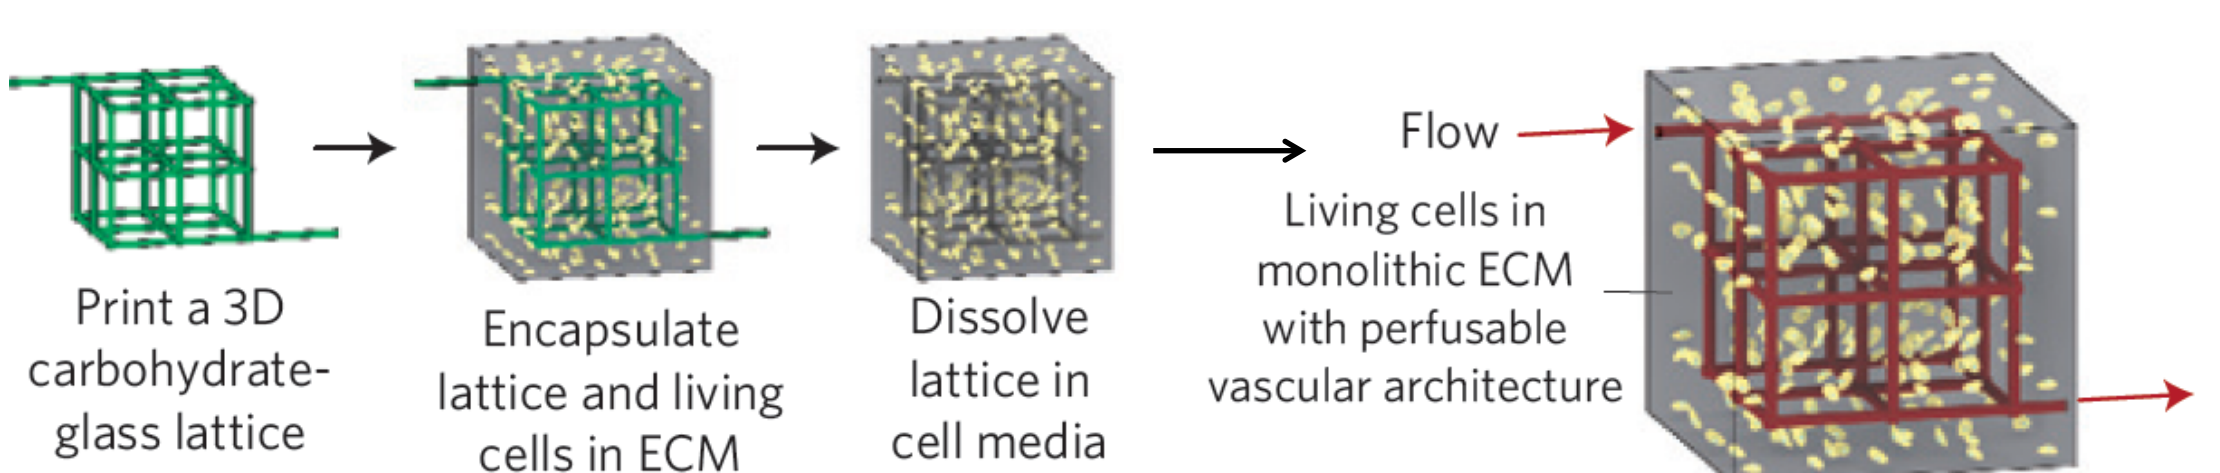 Print a 3D
carbohydrate-
glass lattice
Encapsulate
lattice and living
cells in ECM
Dissolve
lattice in
cell media
Flow
Living cells in
monolithic ECM
with perfusable
vascular architecture